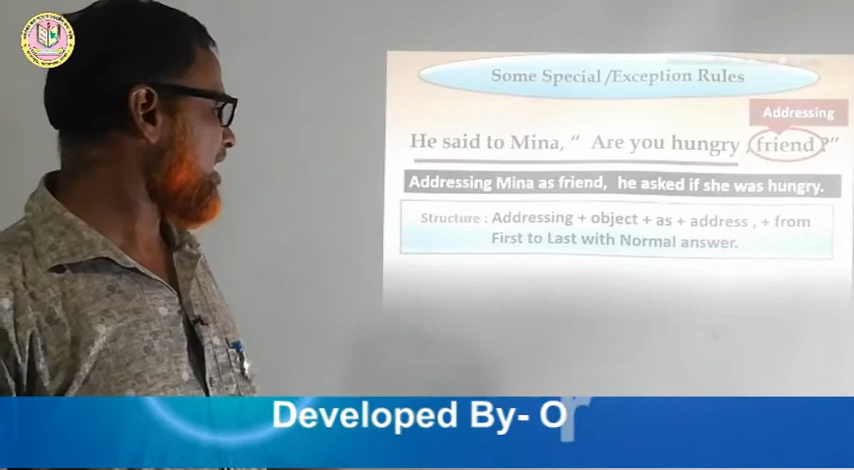 Some Special /Exception Rules
Addressing
He said to Mina, “ Are you hungry ,friend ?”
Addressing Mina as friend, he asked if she was hungry.
Structure : Addressing + object + as + address , + from
First to Last with Normal answer.
Developed By- O r